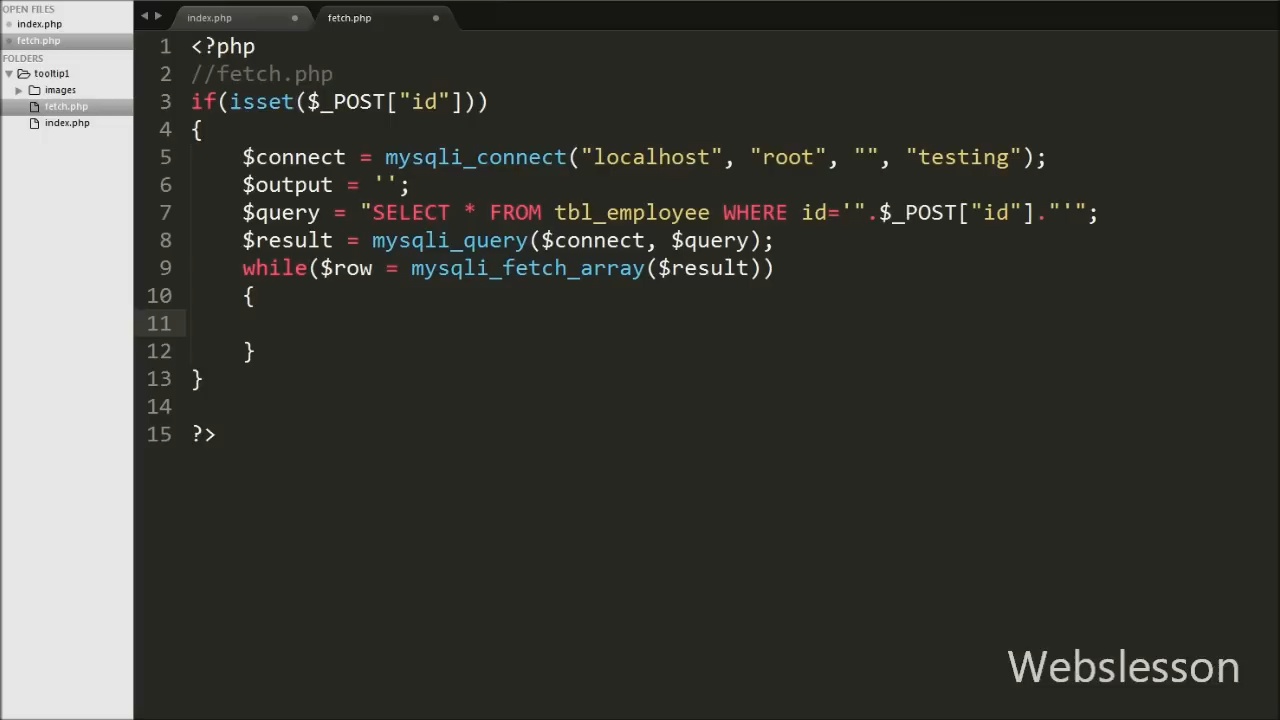 OPEN FILES
index.php
fetch.php
FOLDERS
tooltip1
images
fetch.php
index.php
index.php
fetch.php
1 <?php
2 //fetch.php
3 if(isset($_POST["id"]))
4 {
5 $connect = mysqli_connect("localhost", "root", "", "testing");
6 $output = '';
7 $query = "SELECT * FROM tbl_employee WHERE id='".$_POST["id"]."'";
8 $result = mysqli_query($connect, $query);
9 while($row = mysqli_fetch_array($result))
10 {
11
12 }
13 }
14
15 ?>
Webslesson